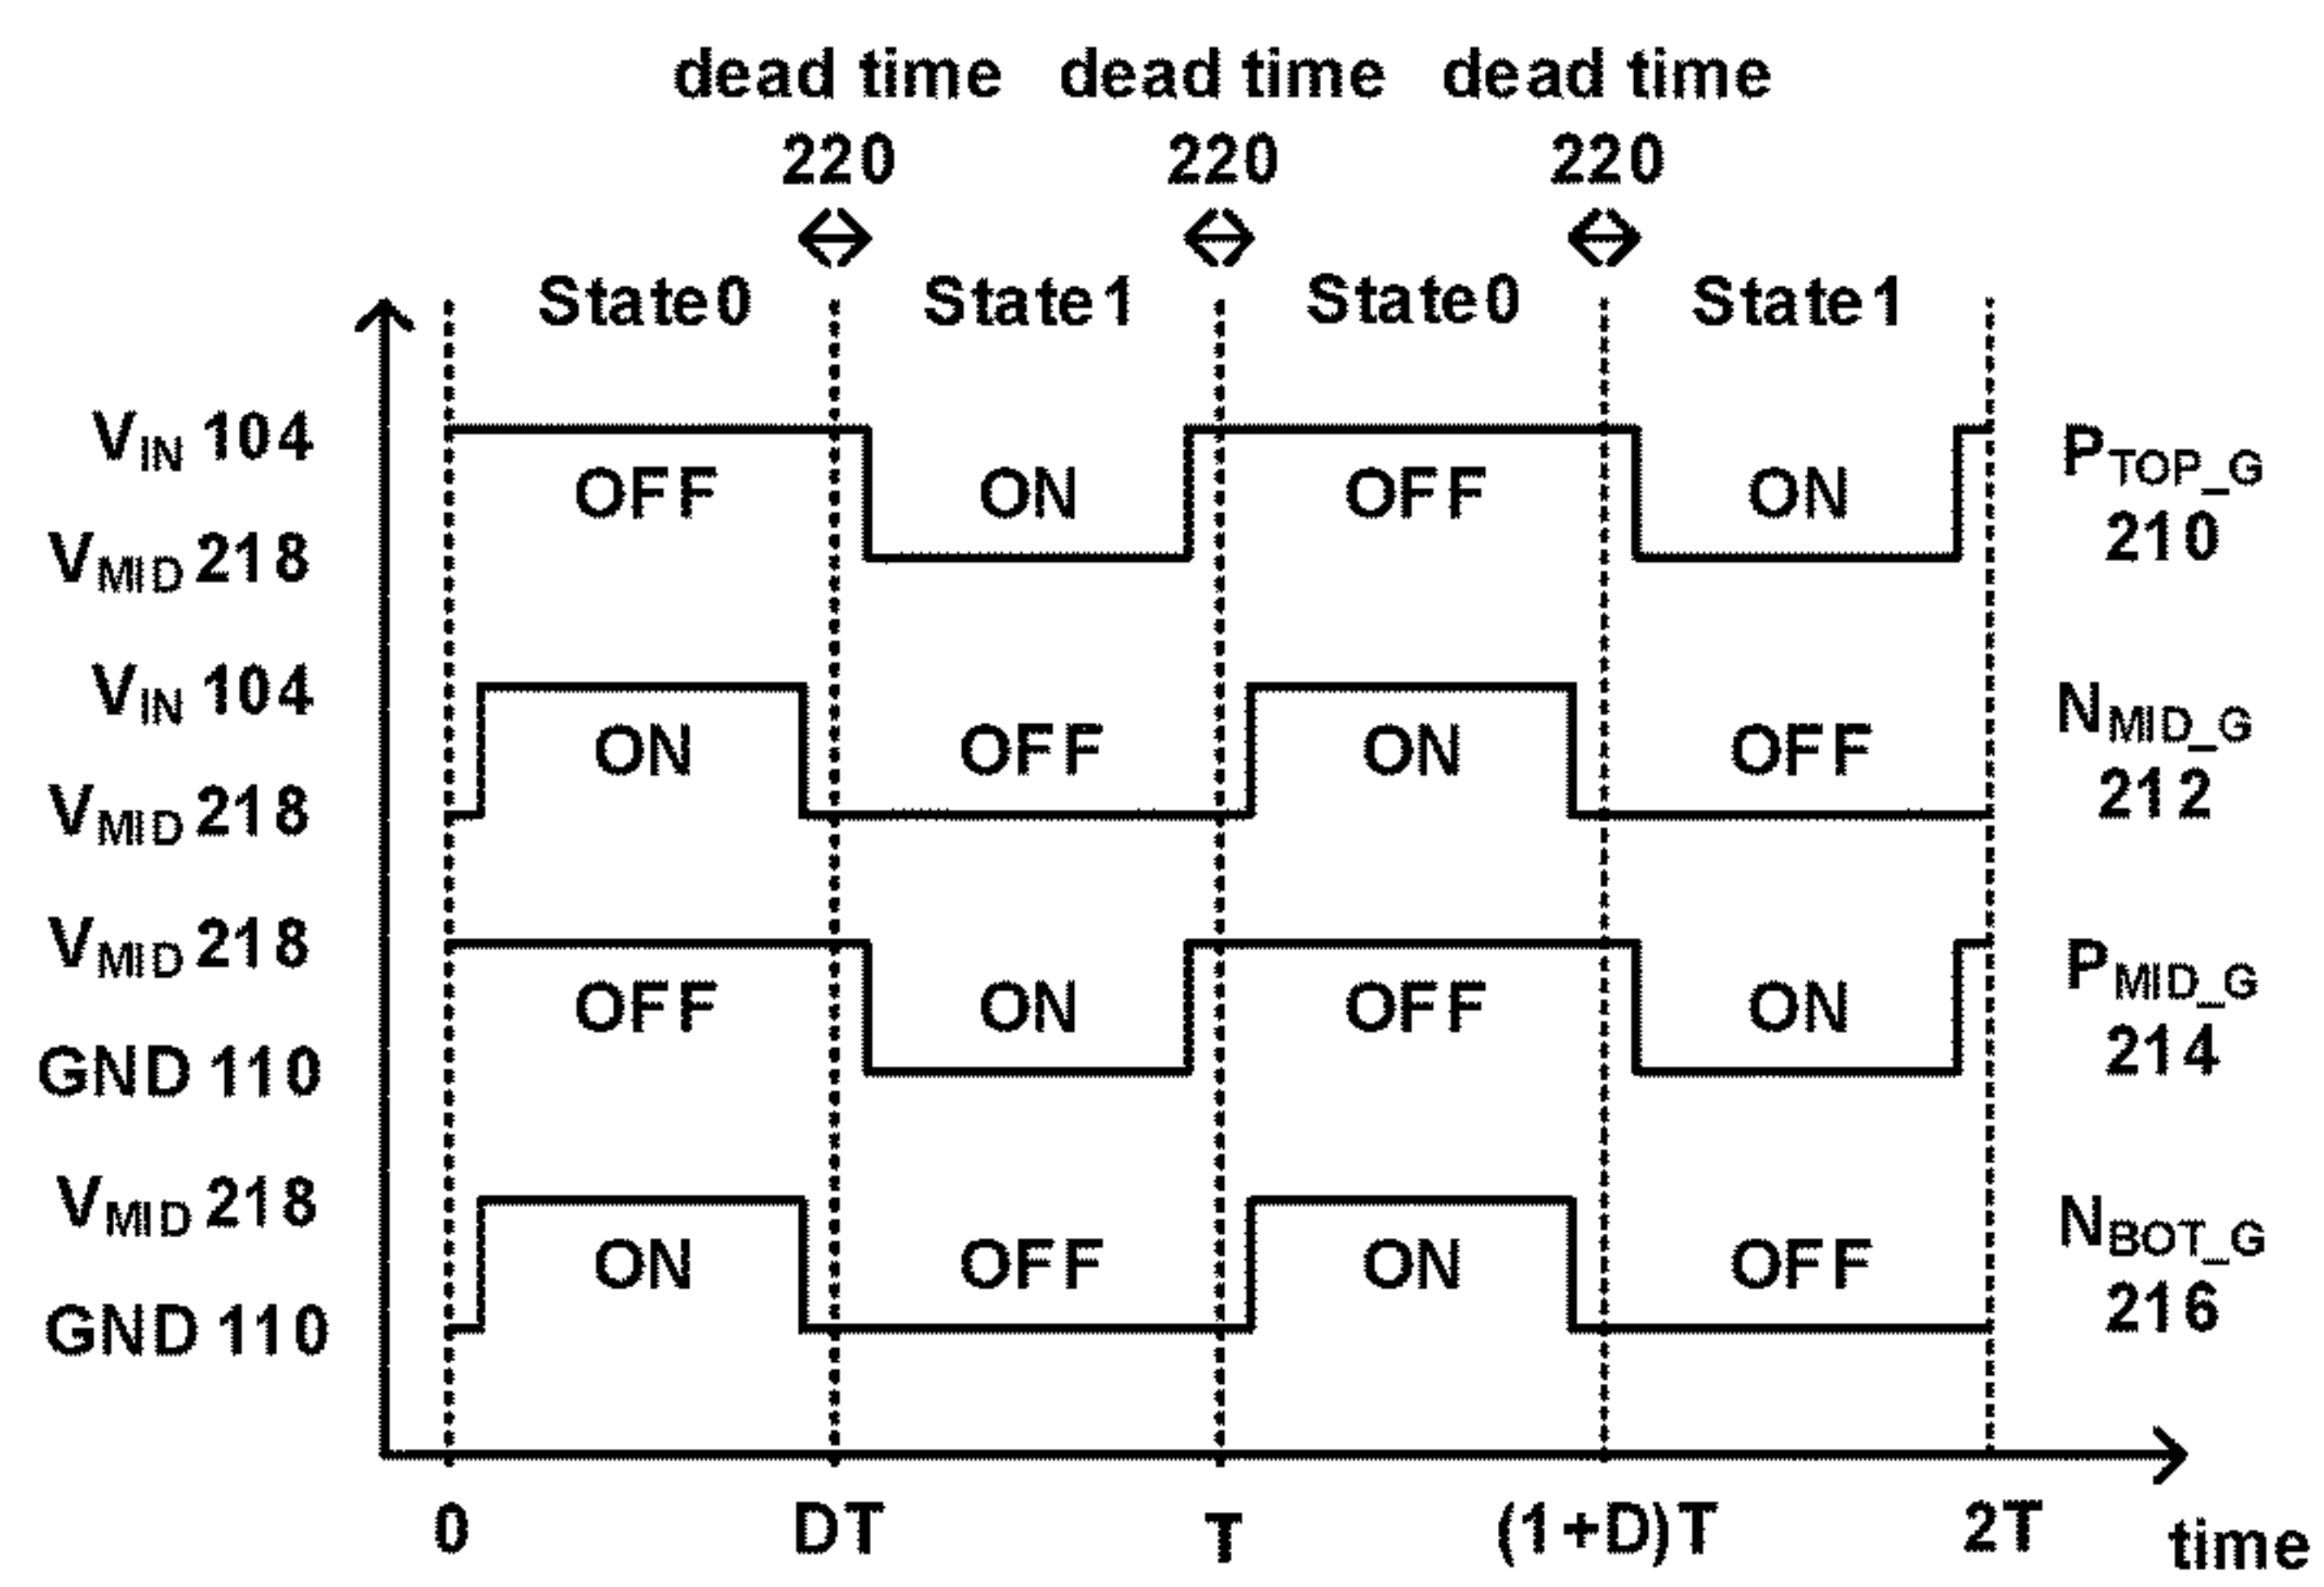 dead time dead time dead time
220 220 220
State0 State1 State0 State1
VIN 104
OFF ON OFF ON
PTOP_G
210
VMID 218
VIN 104
ON OFF ON OFF
NMID_G
212
VMID 218
VMID 218
OFF ON OFF ON
PMID_G
214
GND 110
VMID 218
ON OFF ON OFF
NBOT_G
216
GND 110
0 DT T (1+D)T 2T time